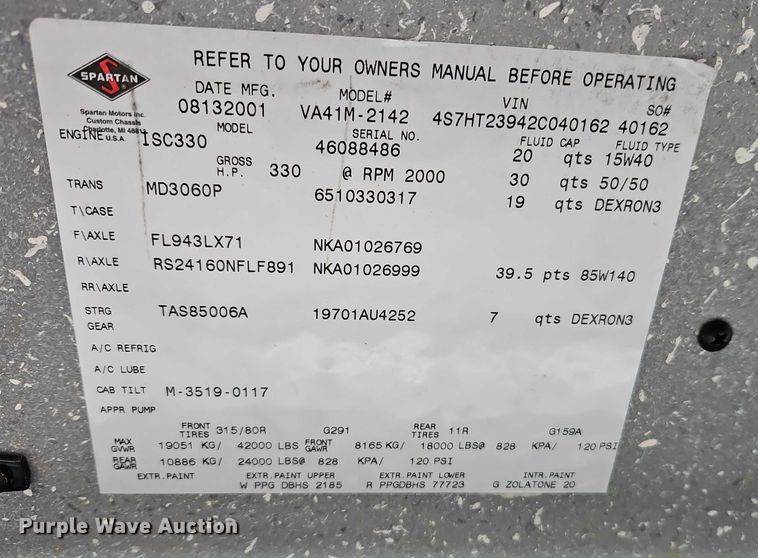 REFER TO YOUR OWNERS MANUAL BEFORE OPERATING
SPARTAN
Spartan Motors Inc.
Custom Chassis
Charlotte, MI 48813
U.S.A.
DATE MFG. MODEL# VIN SO#
08132001 VA41M-2142 4S7HT23942C040162 40162
MODEL SERIAL NO. FLUID CAP FLUID TYPE
ENGINE ISC330 46088486 20 qts 15W40
GROSS H.P. 330 @ RPM 2000 30 qts 50/50
TRANS MD3060P 6510330317 19 qts DEXRON3
T\CASE
F\AXLE FL943LX71 NKA01026769
R\AXLE RS24160NFLF891 NKA01026999 39.5 pts 85W140
RR\AXLE
STRG GEAR TAS85006A 19701AU4252 7 qts DEXRON3
A/C REFRIG
A/C LUBE
CAB TILT M-3519-0117
APPR PUMP
FRONT TIRES 315/80R G291 REAR TIRES 11R G159A
MAX GVWR 19051 KG/ 42000 LBS FRONT GAWR 8165 KG/ 18000 LBS@ 828 KPA/ 120 PSI
REAR GAWR 10886 KG/ 24000 LBS@ 828 KPA/ 120 PSI
EXTR.PAINT EXTR.PAINT UPPER EXTR.PAINT LOWER INTR.PAINT
W PPG DBHS 2185 R PPGDBHS 77723 G ZOLATONE 20
Purple Wave Auction